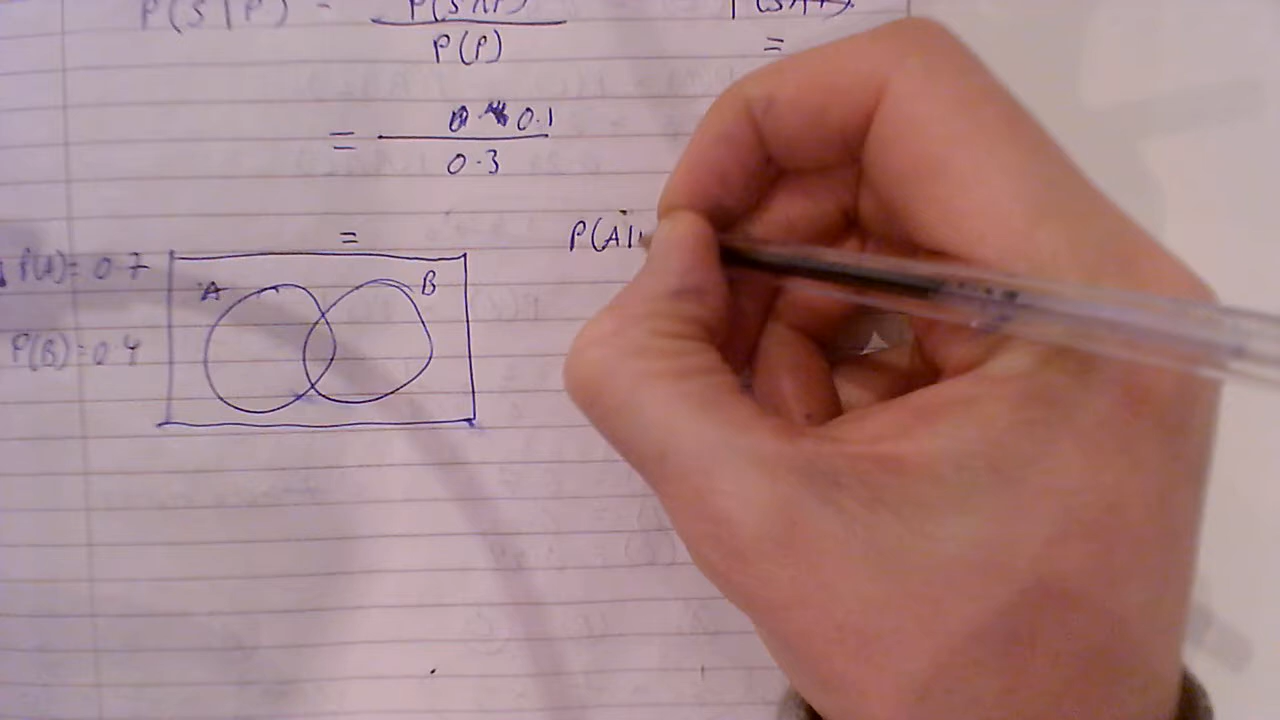 P(S|P) =
P(P)
=
= 0.1
0.3
=
P(A|
P(A) = 0.7
A
B
P(B) = 0.4